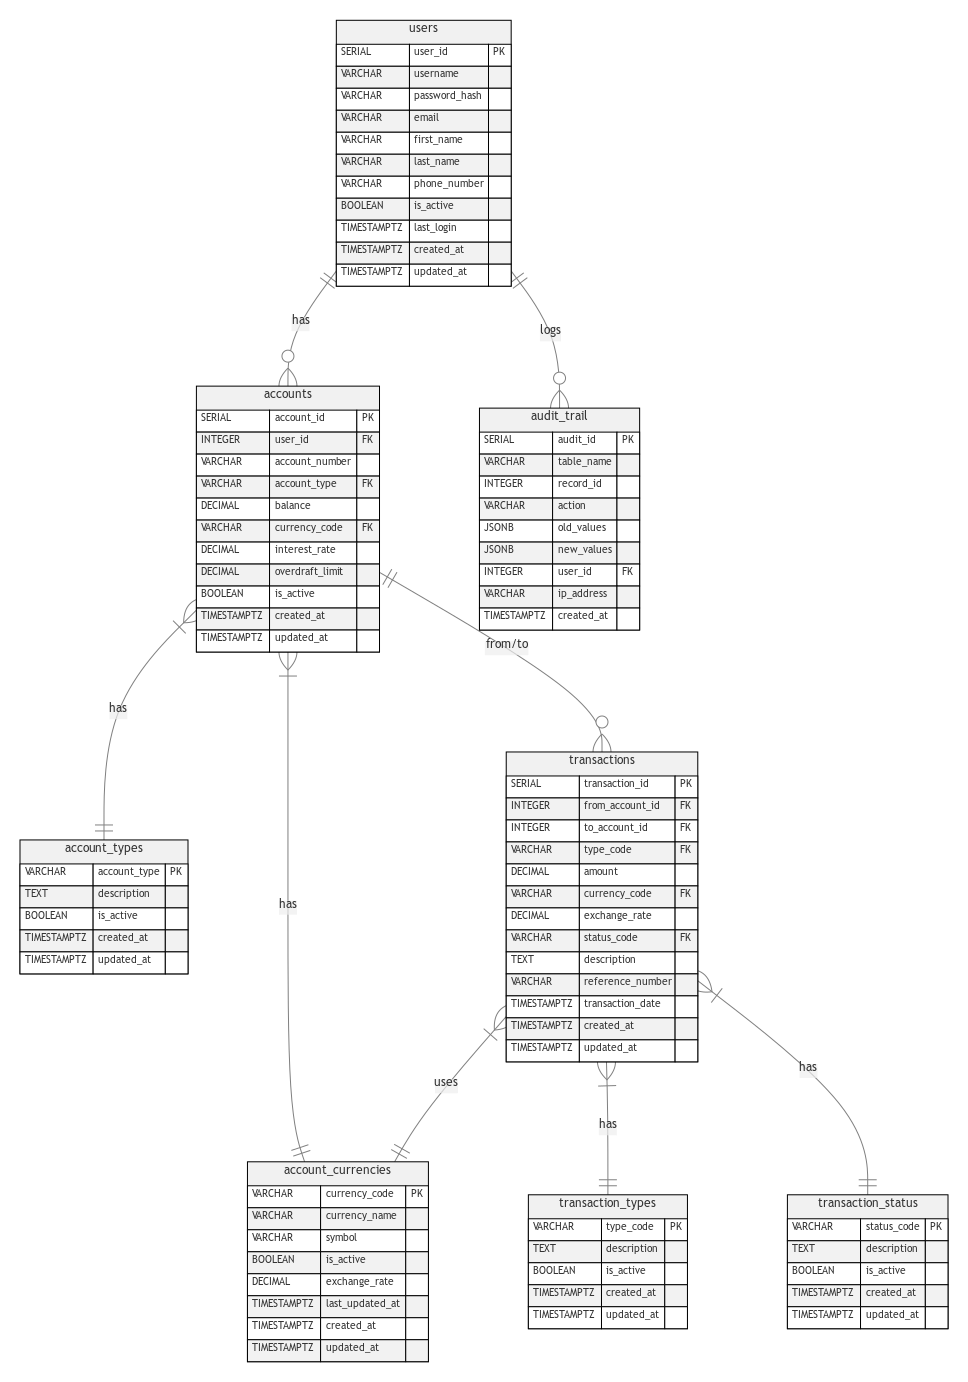 users
SERIAL user_id PK
VARCHAR username
VARCHAR password_hash
VARCHAR email
VARCHAR first_name
VARCHAR last_name
VARCHAR phone_number
BOOLEAN is_active
TIMESTAMPTZ last_login
TIMESTAMPTZ created_at
TIMESTAMPTZ updated_at
has
logs
accounts
SERIAL account_id PK
INTEGER user_id FK
VARCHAR account_number
VARCHAR account_type FK
DECIMAL balance
VARCHAR currency_code FK
DECIMAL interest_rate
DECIMAL overdraft_limit
BOOLEAN is_active
TIMESTAMPTZ created_at
TIMESTAMPTZ updated_at
audit_trail
SERIAL audit_id PK
VARCHAR table_name
INTEGER record_id
VARCHAR action
JSONB old_values
JSONB new_values
INTEGER user_id FK
VARCHAR ip_address
TIMESTAMPTZ created_at
from/to
has
transactions
SERIAL transaction_id PK
INTEGER from_account_id FK
INTEGER to_account_id FK
VARCHAR type_code FK
DECIMAL amount
VARCHAR currency_code FK
DECIMAL exchange_rate
VARCHAR status_code FK
TEXT description
VARCHAR reference_number
TIMESTAMPTZ transaction_date
TIMESTAMPTZ created_at
TIMESTAMPTZ updated_at
account_types
VARCHAR account_type PK
TEXT description
BOOLEAN is_active
TIMESTAMPTZ created_at
TIMESTAMPTZ updated_at
has
uses
has
has
account_currencies
VARCHAR currency_code PK
VARCHAR currency_name
VARCHAR symbol
BOOLEAN is_active
DECIMAL exchange_rate
TIMESTAMPTZ last_updated_at
TIMESTAMPTZ created_at
TIMESTAMPTZ updated_at
transaction_types
VARCHAR type_code PK
TEXT description
BOOLEAN is_active
TIMESTAMPTZ created_at
TIMESTAMPTZ updated_at
transaction_status
VARCHAR status_code PK
TEXT description
BOOLEAN is_active
TIMESTAMPTZ created_at
TIMESTAMPTZ updated_at